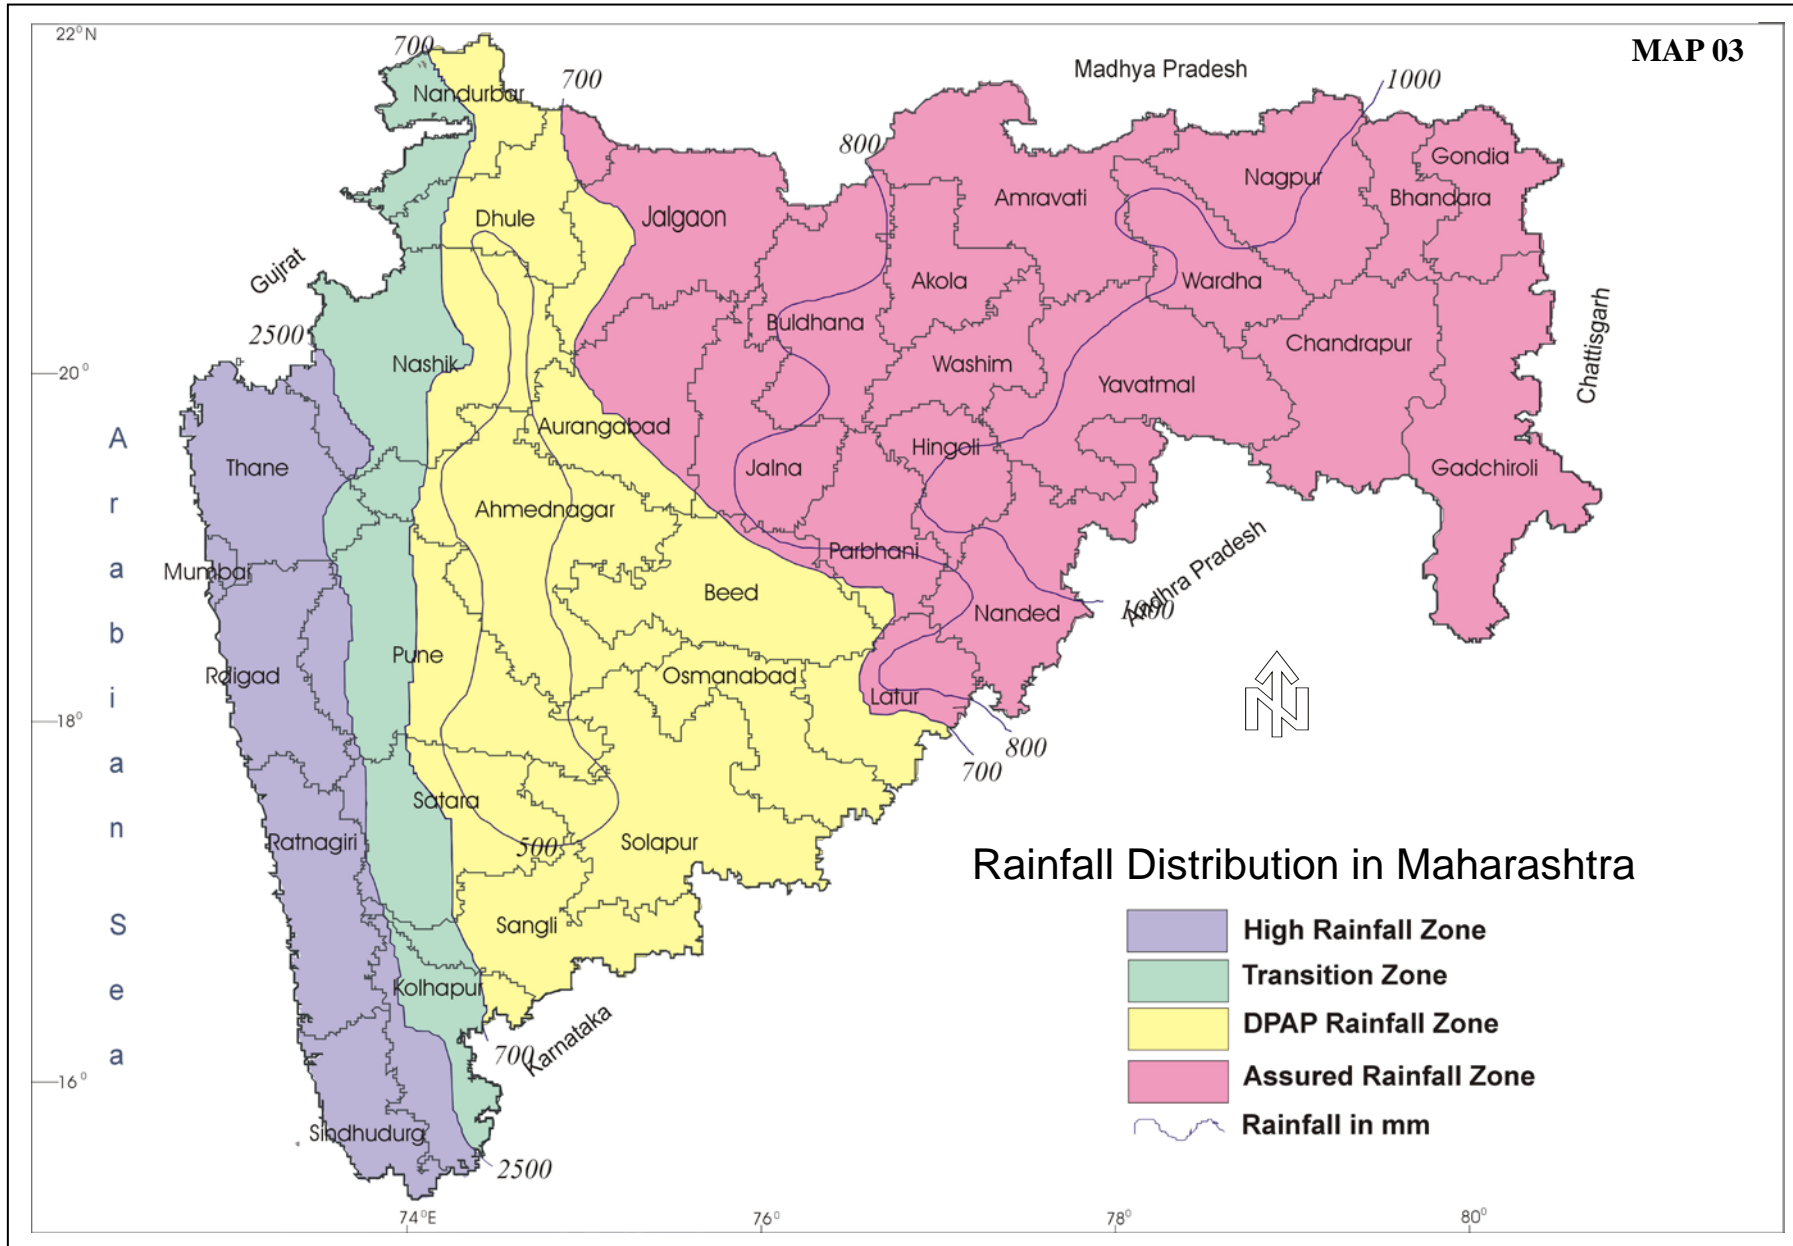 22°N
MAP 03
700
Madhya Pradesh
700
1000
Nandurbar
800
Gondia
Nagpur
Amravati
Bhandara
Dhule
Jalgaon
Gujrat
Akola
Wardha
Chattisgarh
Buldhana
2500
Chandrapur
Nashik
Washim
20°
Yavatmal
Aurangabad
Hingoli
Thane
Jalna
Gadchiroli
Ahmednagar
Parbhani
Andhra Pradesh
Mumbai
Beed
Nanded
1000
Pune
Raigad
Osmanabad
Latur
18°
800
700
Satara
Ratnagiri
500
Solapur
Arabian Sea
Rainfall Distribution in Maharashtra
Sangli
High Rainfall Zone
Transition Zone
Kolhapur
DPAP Rainfall Zone
700
Karnataka
16°
Assured Rainfall Zone
Rainfall in mm
Sindhudurg
2500
N
74°E
76°
78°
80°